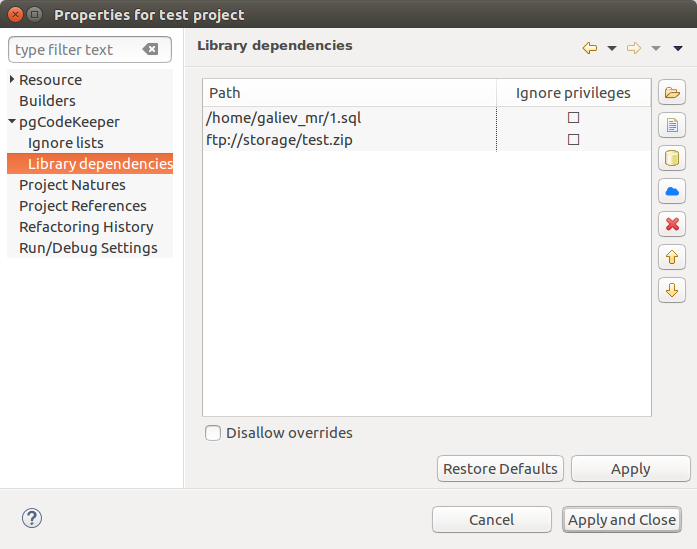 Properties for test project
type filter text
Resource
Builders
pgCodeKeeper
Ignore lists
Library dependencies
Project Natures
Project References
Refactoring History
Run/Debug Settings
Library dependencies
Path Ignore privileges
/home/galiev_mr/1.sql
ftp://storage/test.zip
Disallow overrides
Restore Defaults Apply
? Cancel Apply and Close